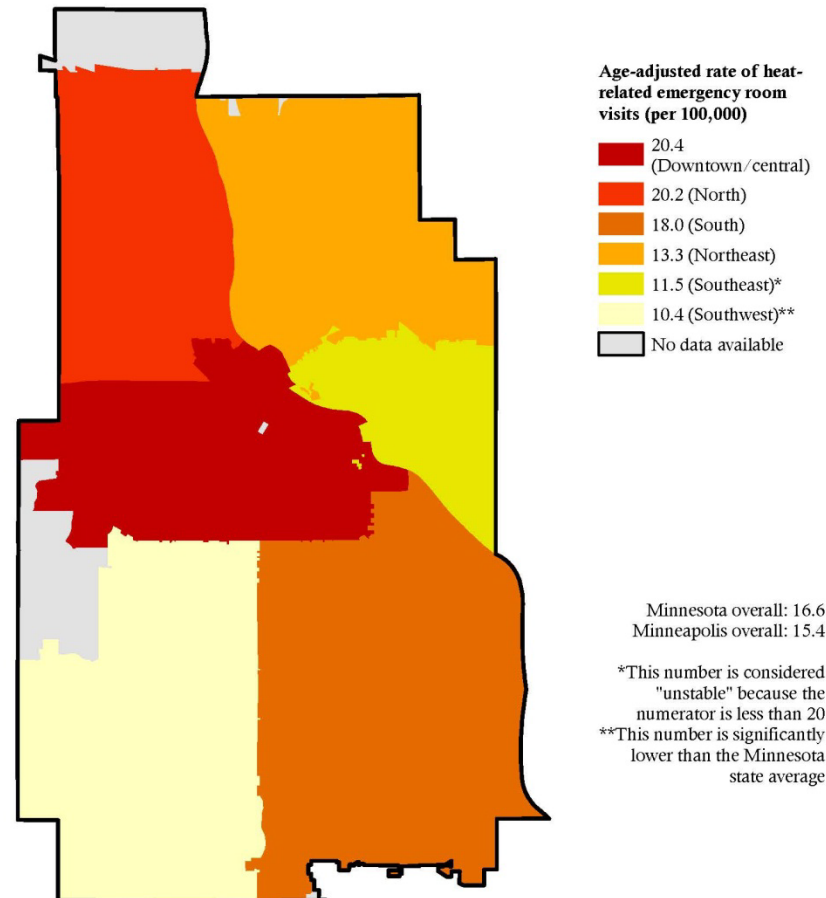 Age-adjusted rate of heat-
related emergency room
visits (per 100,000)
20.4
(Downtown/central)
20.2 (North)
18.0 (South)
13.3 (Northeast)
11.5 (Southeast)*
10.4 (Southwest)**
No data available
Minnesota overall: 16.6
Minneapolis overall: 15.4
*This number is considered
"unstable" because the
numerator is less than 20
**This number is significantly
lower than the Minnesota
state average